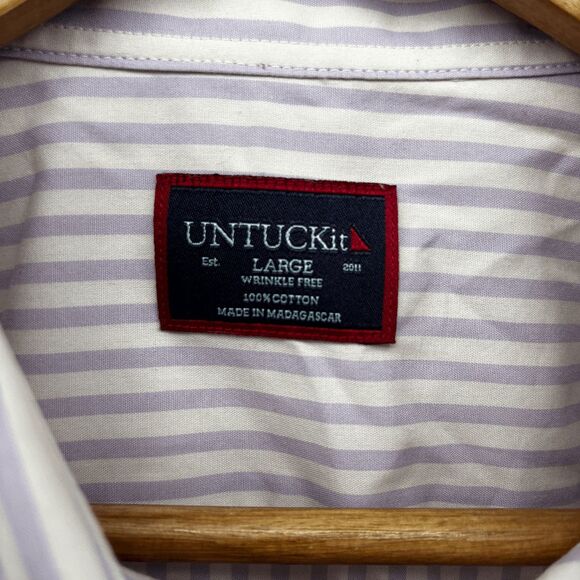 UNTUCKit
Est. LARGE 2011
WRINKLE FREE
100% COTTON
MADE IN MADAGASCAR